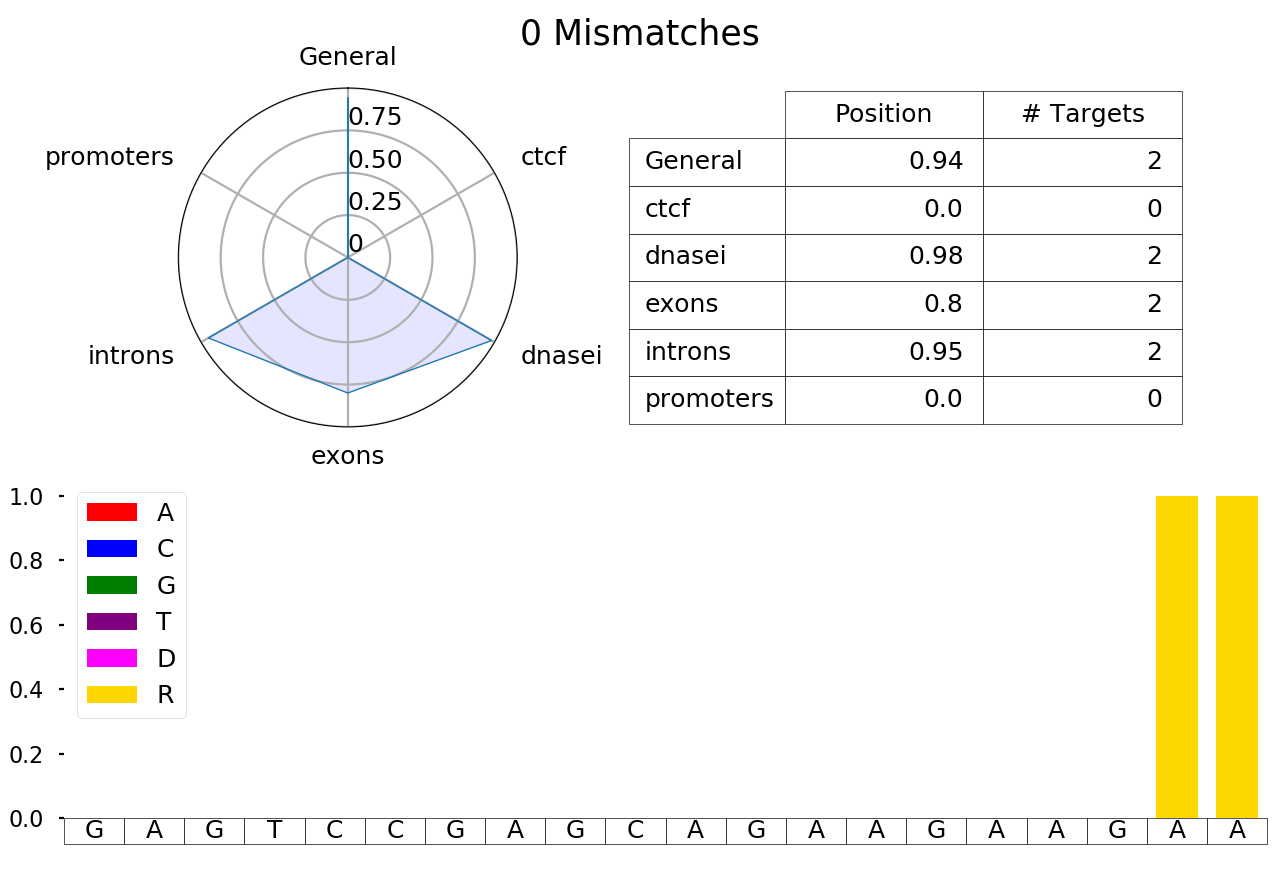 0 Mismatches
General
promoters
ctcf
introns
dnasei
exons
0.75
0.50
0.25
0
Position # Targets
General 0.94 2
ctcf 0.0 0
dnasei 0.98 2
exons 0.8 2
introns 0.95 2
promoters 0.0 0
1.0
0.8
0.6
0.4
0.2
0.0
A
C
G
T
D
R
G A G T C C G A G C A G A A G A A G A A